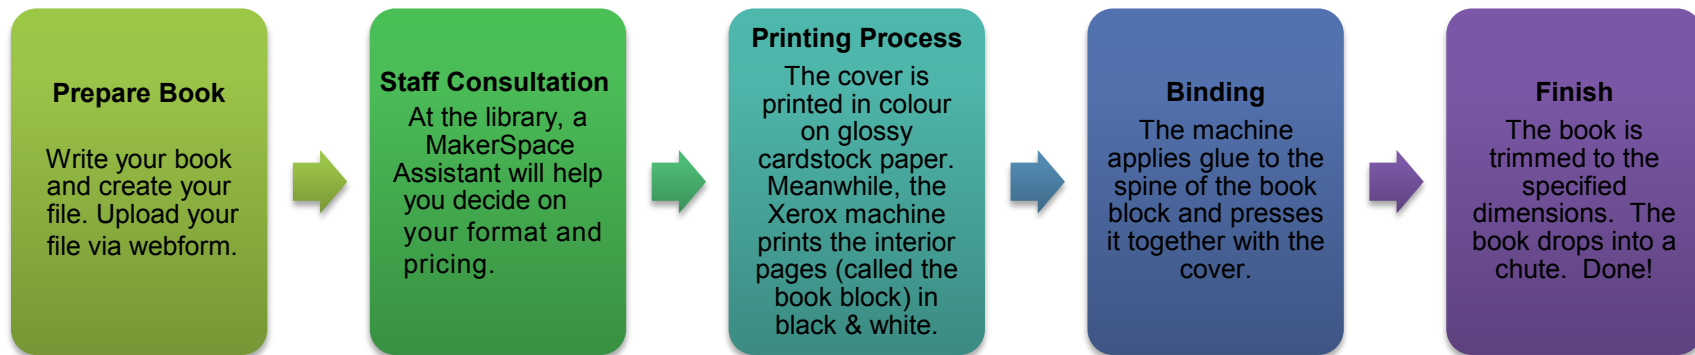 Prepare Book
Write your book
and create your
file. Upload your
file via webform.
Staff Consultation
At the library, a
MakerSpace
Assistant will help
you decide on
your format and
pricing.
Printing Process
The cover is
printed in colour
on glossy
cardstock paper.
Meanwhile, the
Xerox machine
prints the interior
pages (called the
book block) in
black & white.
Binding
The machine
applies glue to the
spine of the book
block and presses
it together with the
cover.
Finish
The book is
trimmed to the
specified
dimensions.  The
book drops into a
chute.  Done!